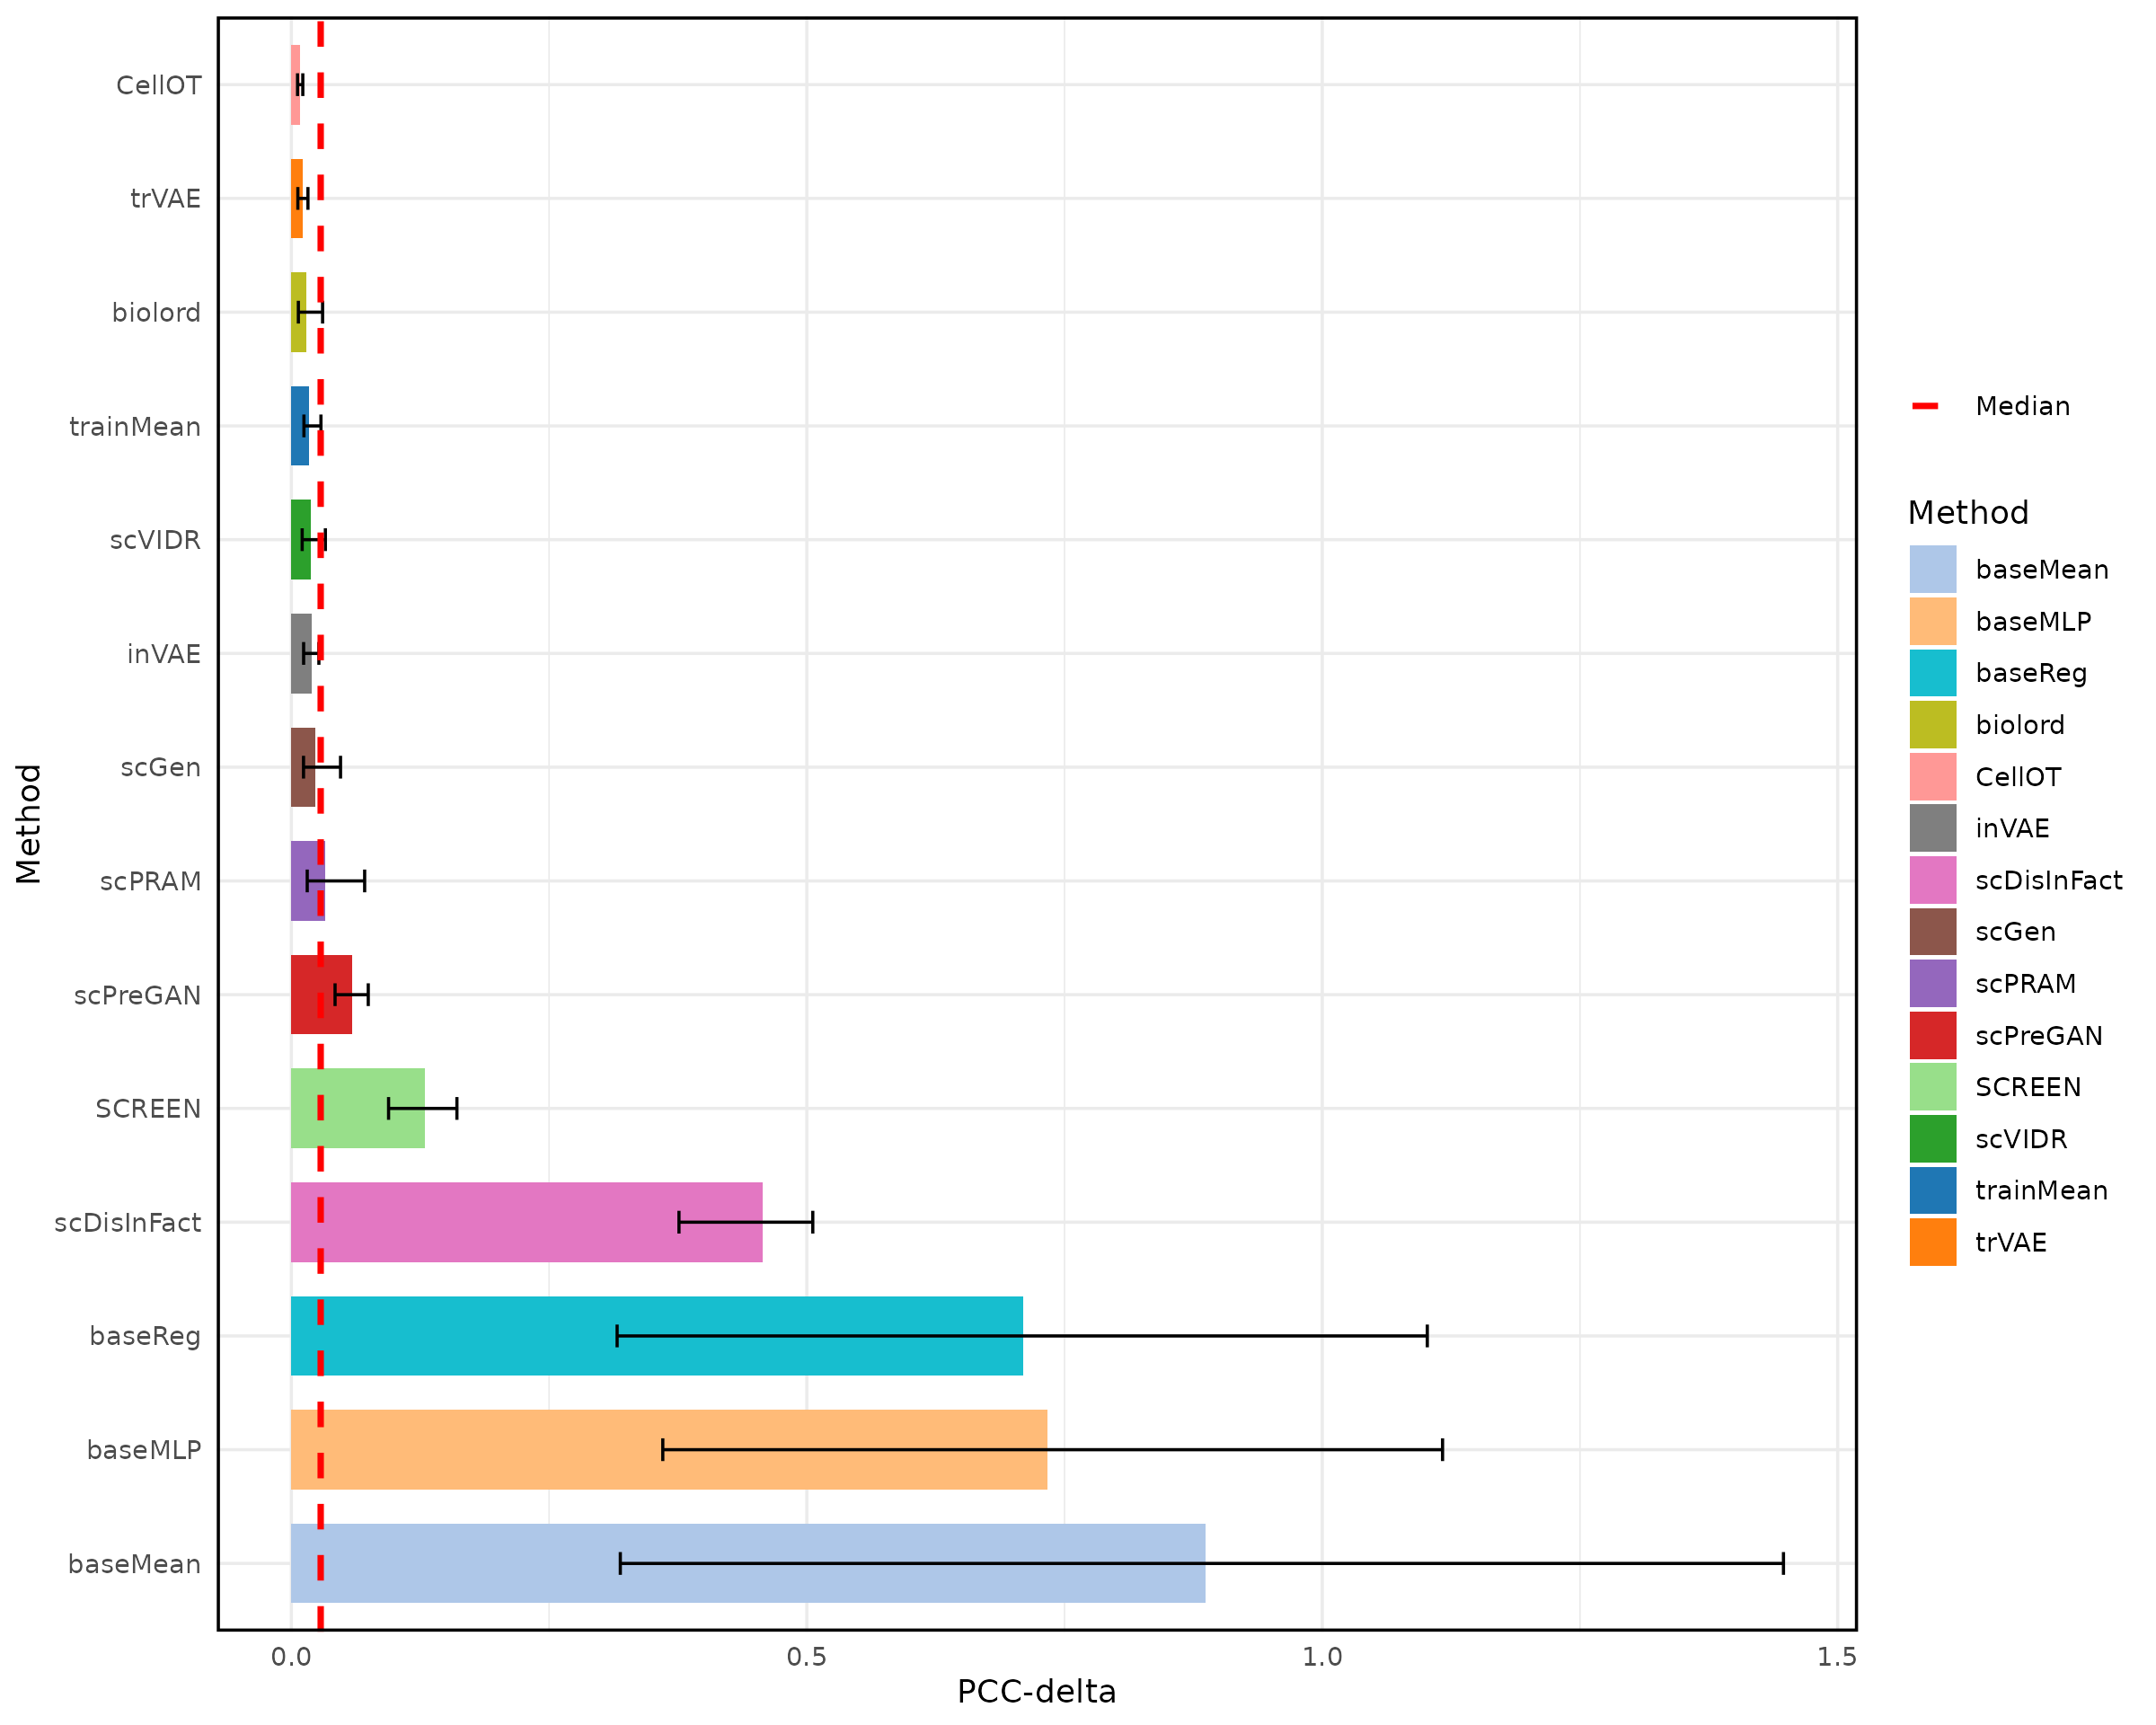 CellOT
trVAE
biolord
trainMean
scVIDR
inVAE
scGen
scPRAM
scPreGAN
SCREEN
scDisInFact
baseReg
baseMLP
baseMean
Method
0.0 0.5 1.0 1.5
PCC-delta
Median
Method
baseMean
baseMLP
baseReg
biolord
CellOT
inVAE
scDisInFact
scGen
scPRAM
scPreGAN
SCREEN
scVIDR
trainMean
trVAE